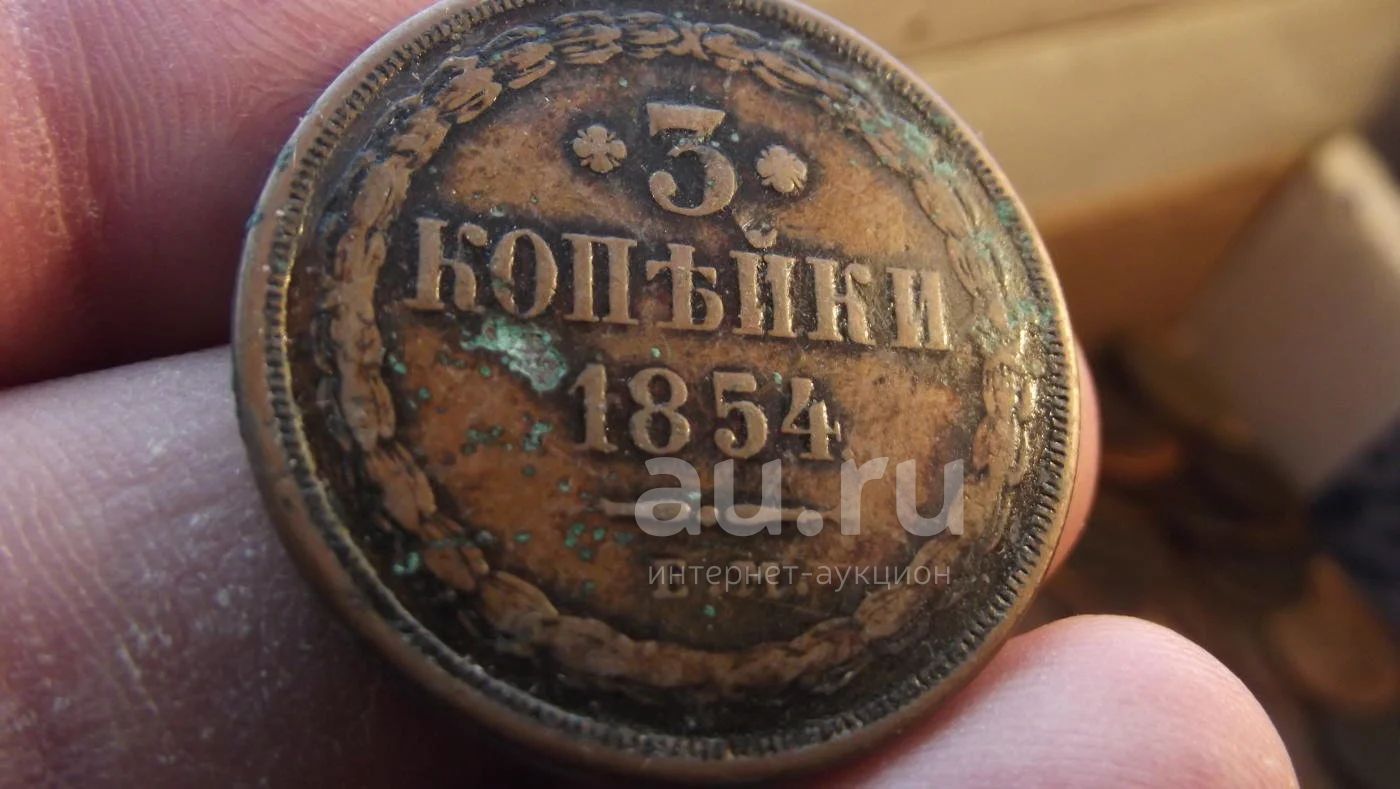 3
КОПѢЙКИ
1854
au.ru
интернет-аукцион
Е.М.